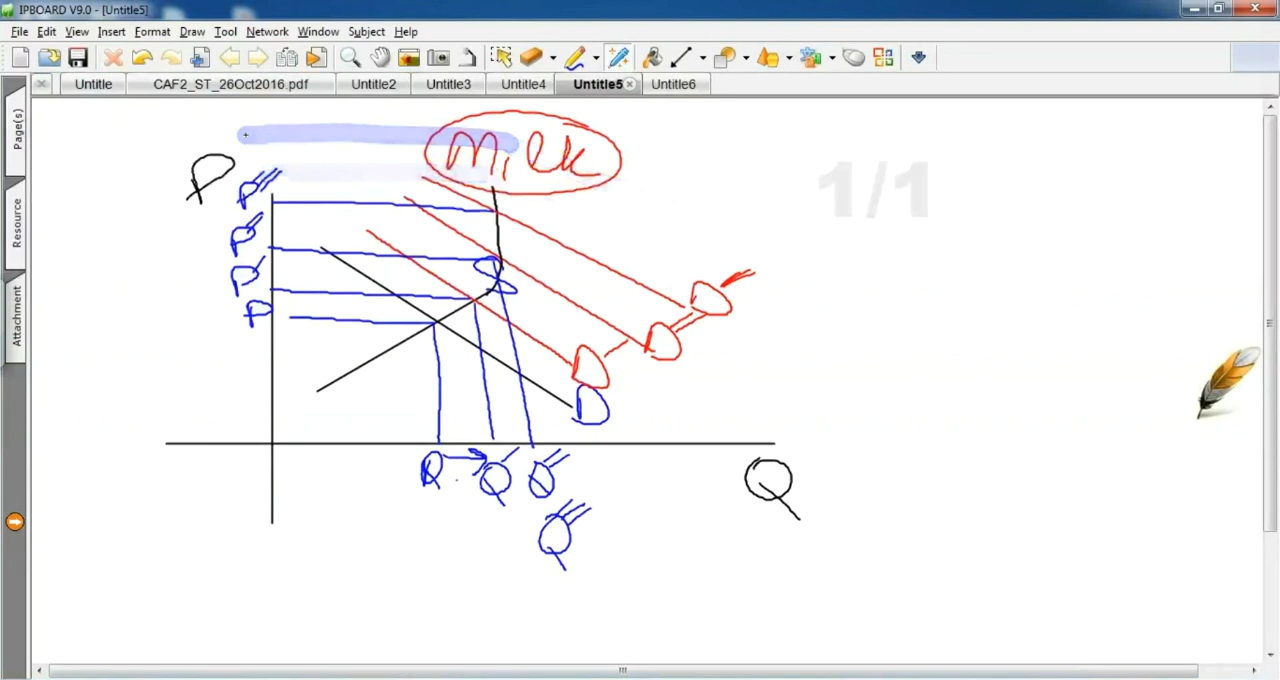 IPBOARD V9.0 - [Untitle5]
File Edit View Insert Format Draw Tool Network Window Subject Help
Untitle CAF2_ST_26Oct2016.pdf Untitle2 Untitle3 Untitle4 Untitle5 Untitle6
Page(s)
Resource
Attachment
1/1
Milk
P
P'''
P''
P'
P
S
D''
D'
D
D
Q Q' Q''
Q'''
Q